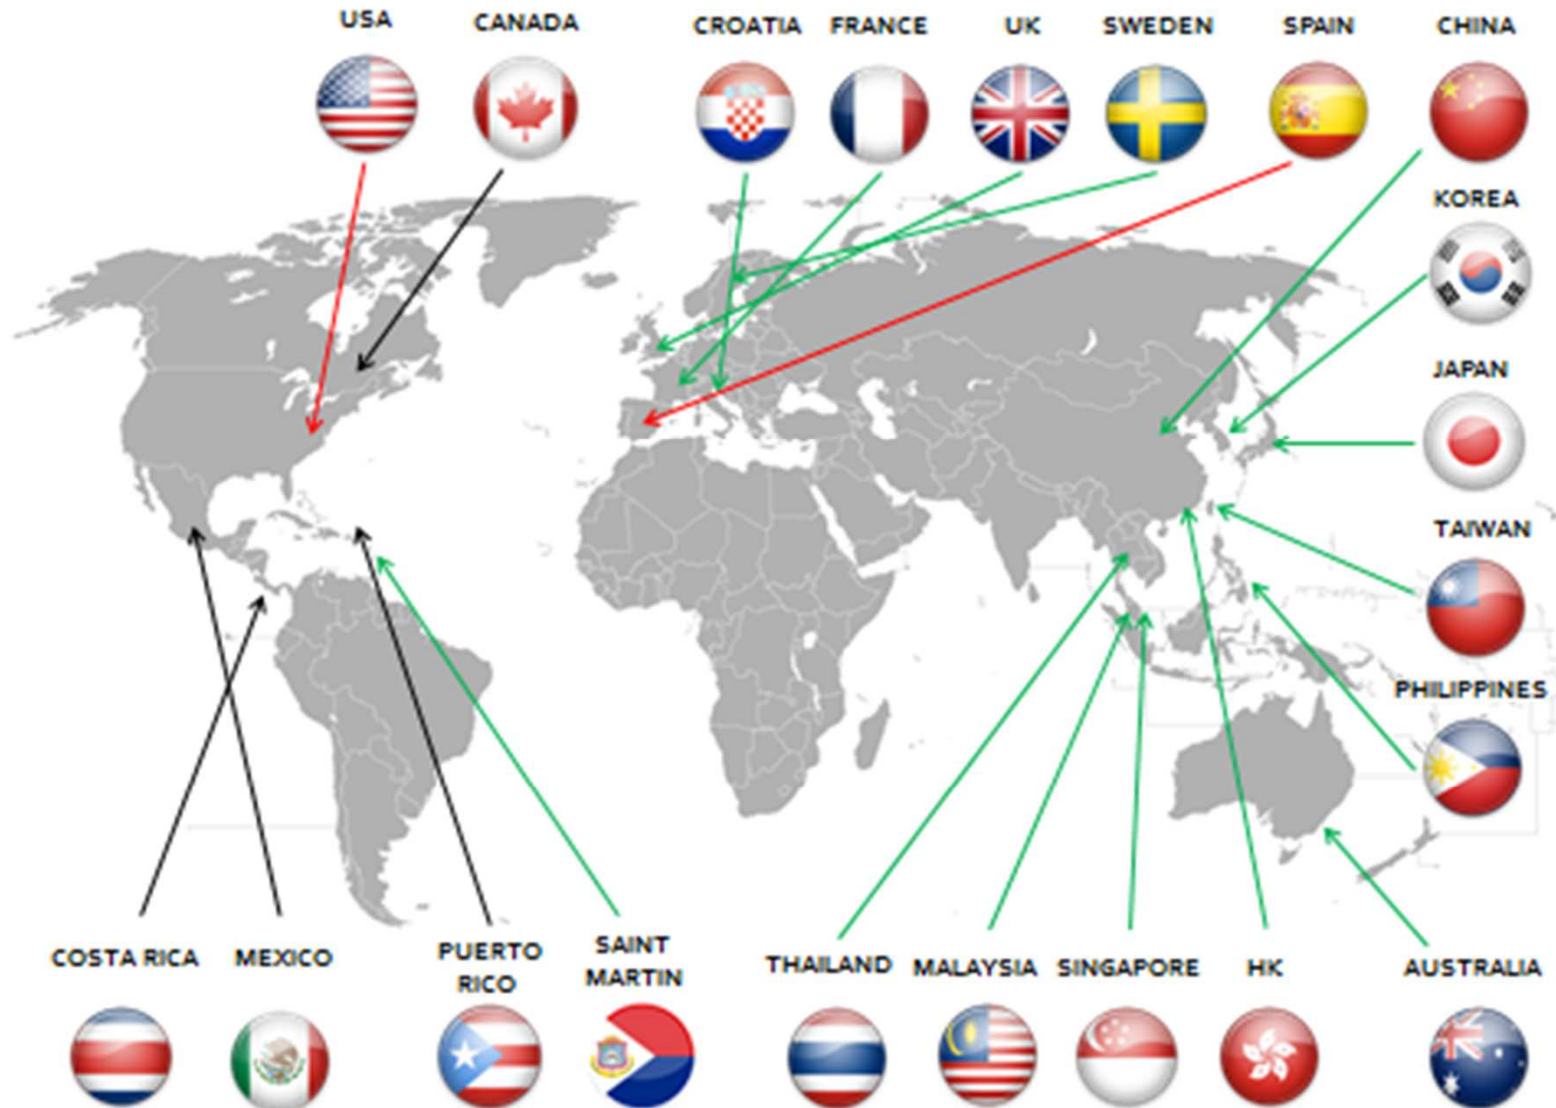 USA
CANADA
CROATIA
FRANCE
UK
SWEDEN
SPAIN
CHINA
KOREA
JAPAN
TAIWAN
PHILIPPINES
COSTA RICA
MEXICO
PUERTO
RICO
SAINT
MARTIN
THAILAND
MALAYSIA
SINGAPORE
HK
AUSTRALIA